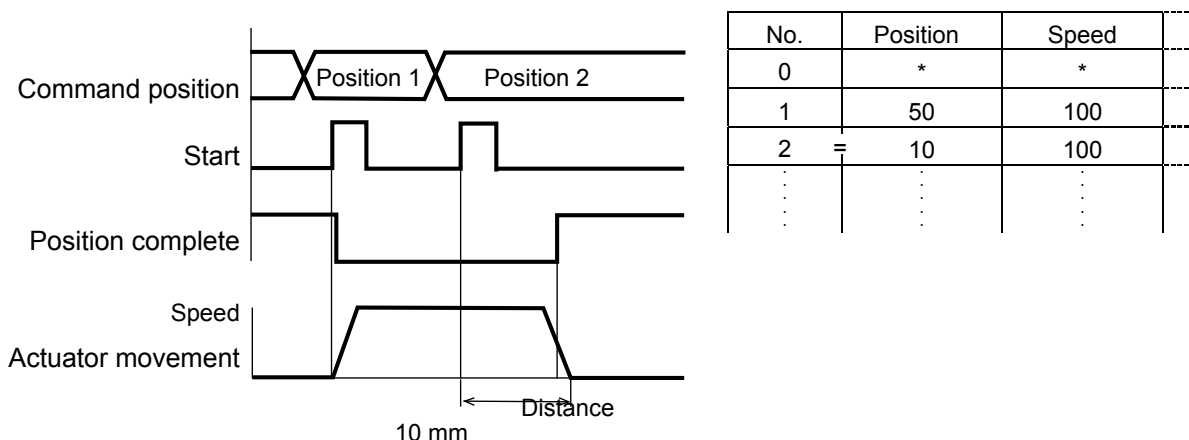 Command position
Position 1
Position 2
Start
Position complete
Speed
Actuator movement
Distance
10 mm
No. Position Speed
0 * *
1 50 100
2 = 10 100